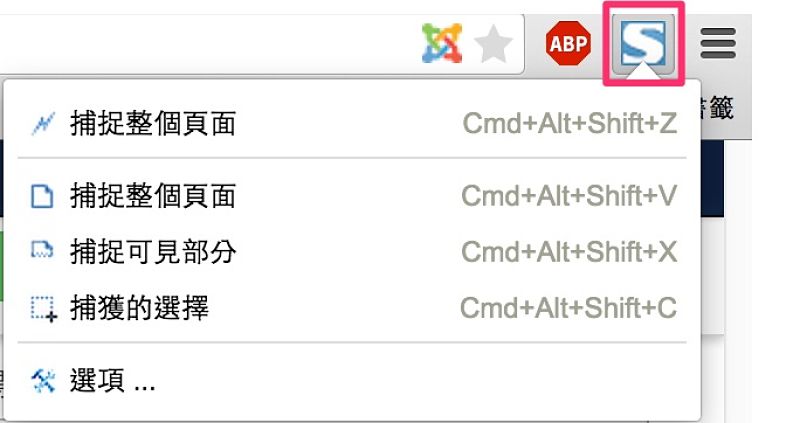 ABP
S
書籤
捕捉整個頁面 Cmd+Alt+Shift+Z
捕捉整個頁面 Cmd+Alt+Shift+V
捕捉可見部分 Cmd+Alt+Shift+X
捕獲的選擇 Cmd+Alt+Shift+C
選項 ...